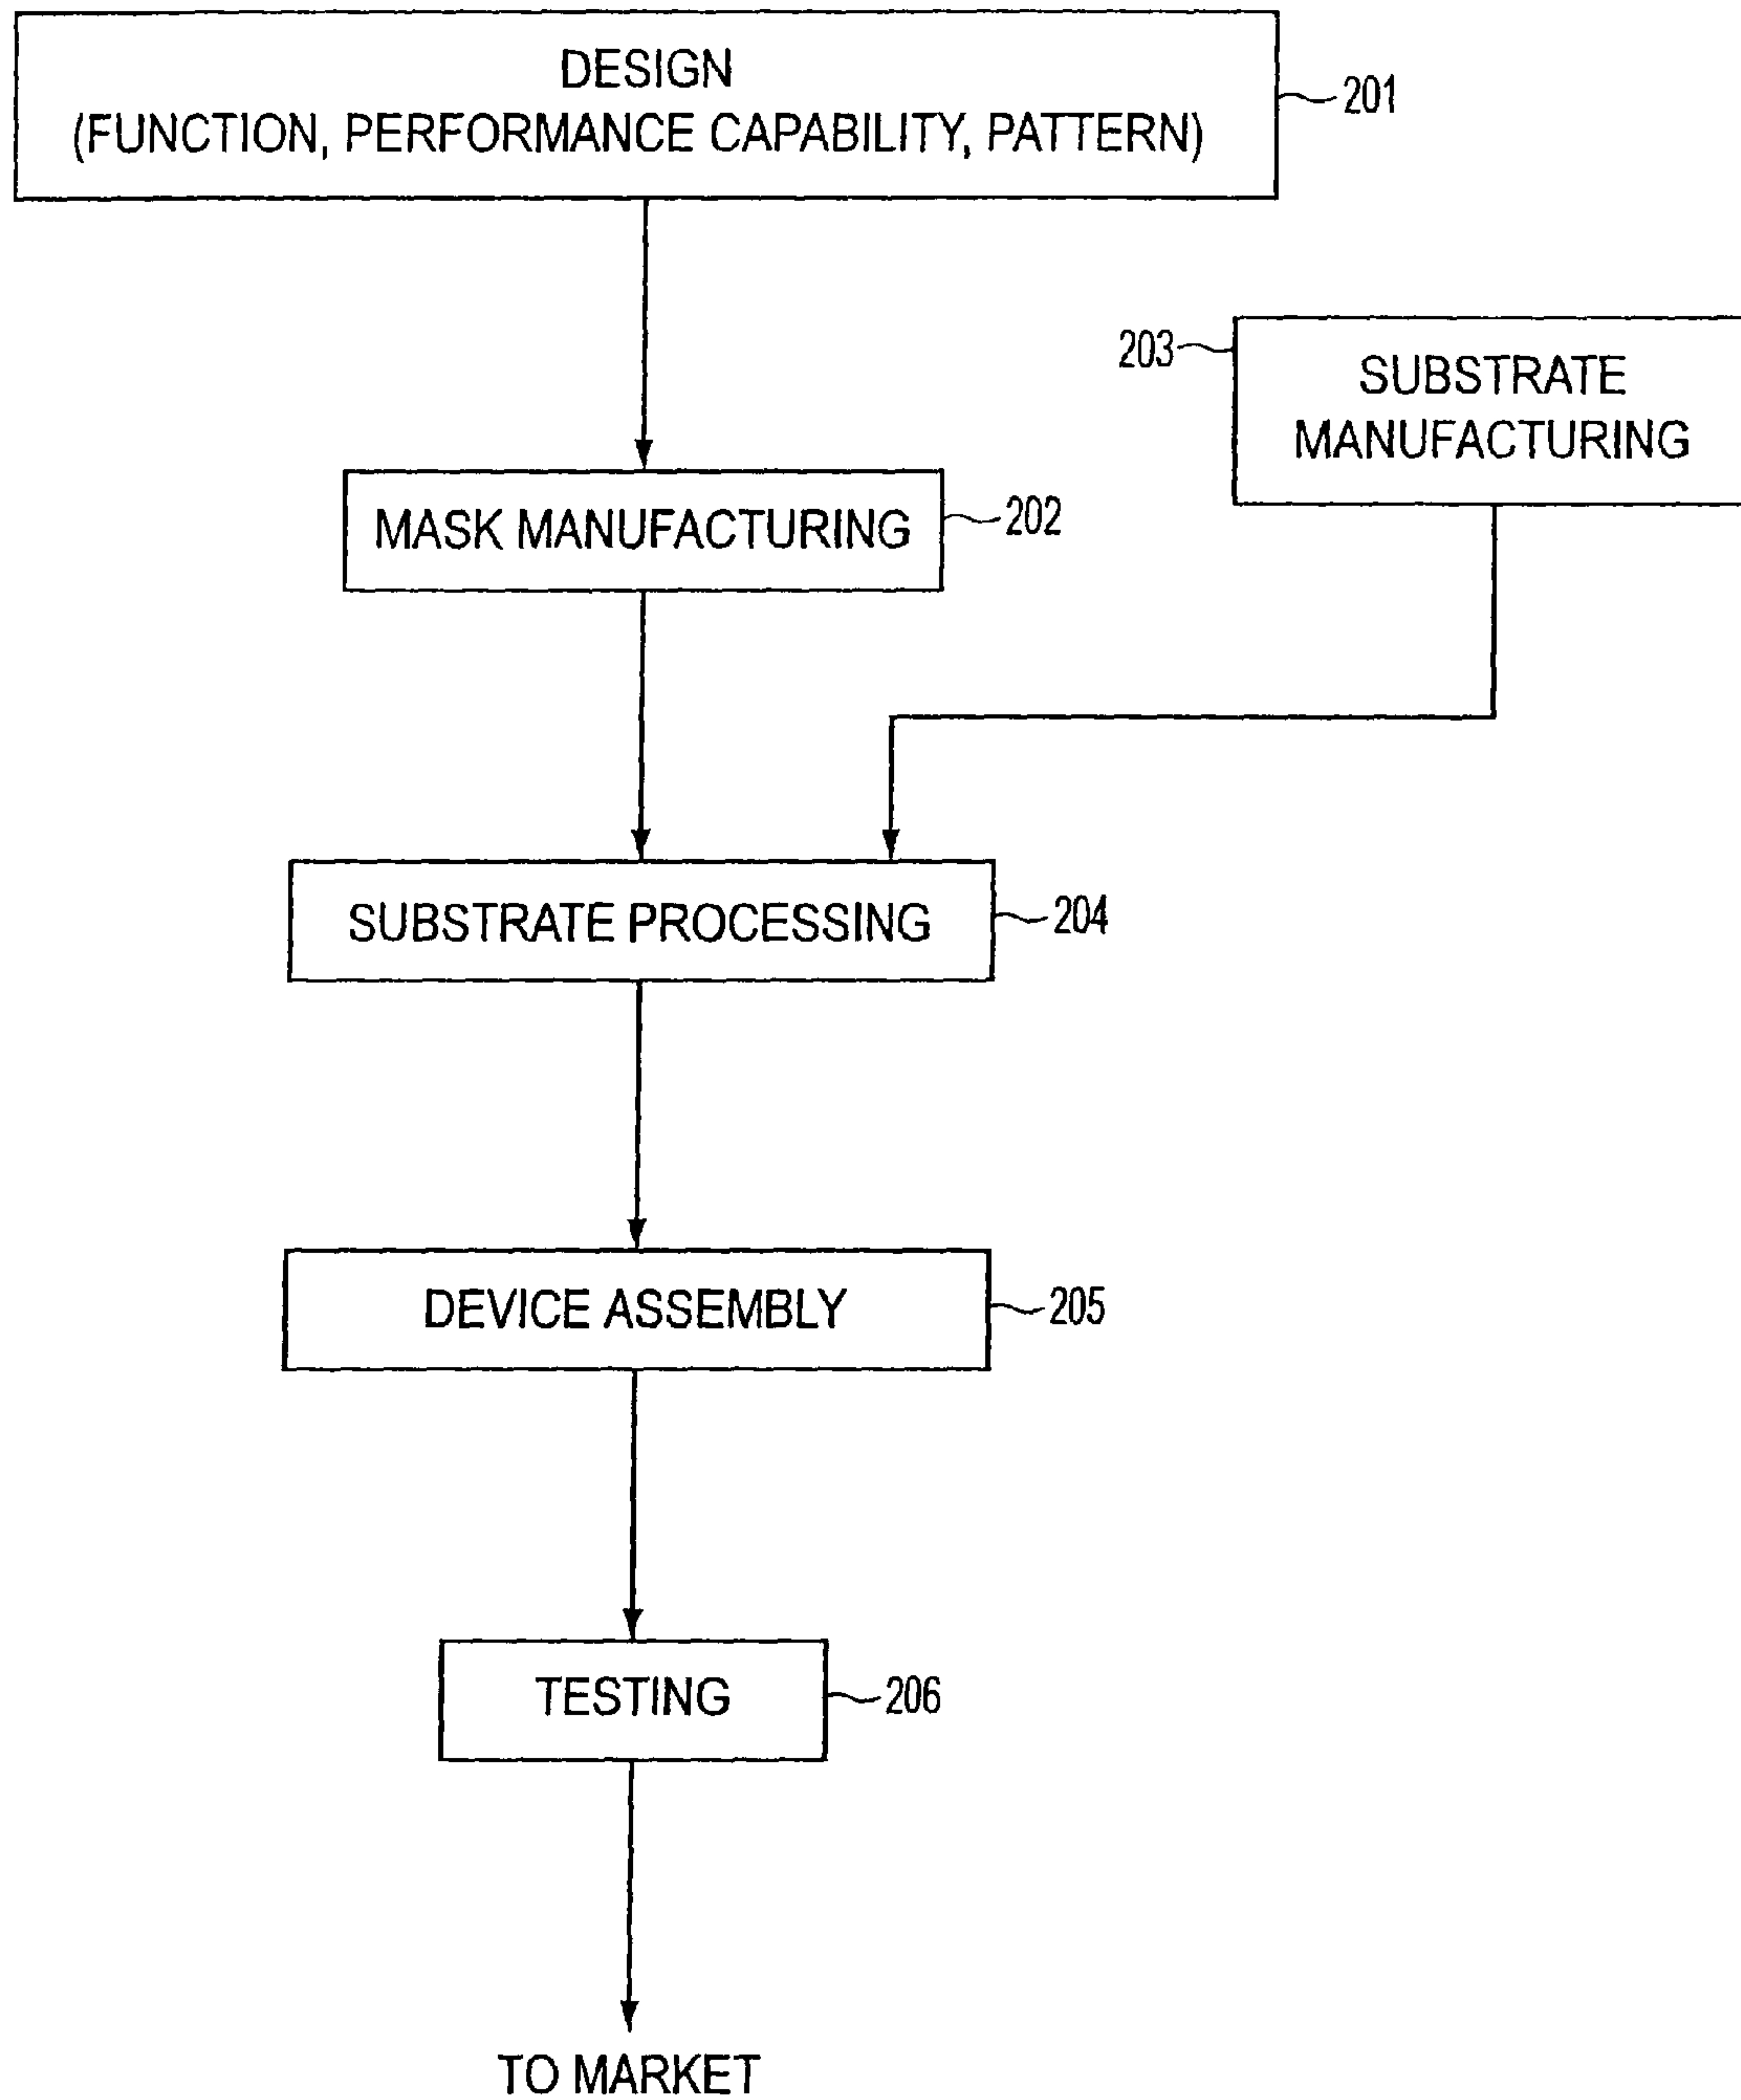 DESIGN
(FUNCTION, PERFORMANCE CAPABILITY, PATTERN)
201
203
SUBSTRATE
MANUFACTURING
MASK MANUFACTURING
202
SUBSTRATE PROCESSING
204
DEVICE ASSEMBLY
205
TESTING
206
TO MARKET